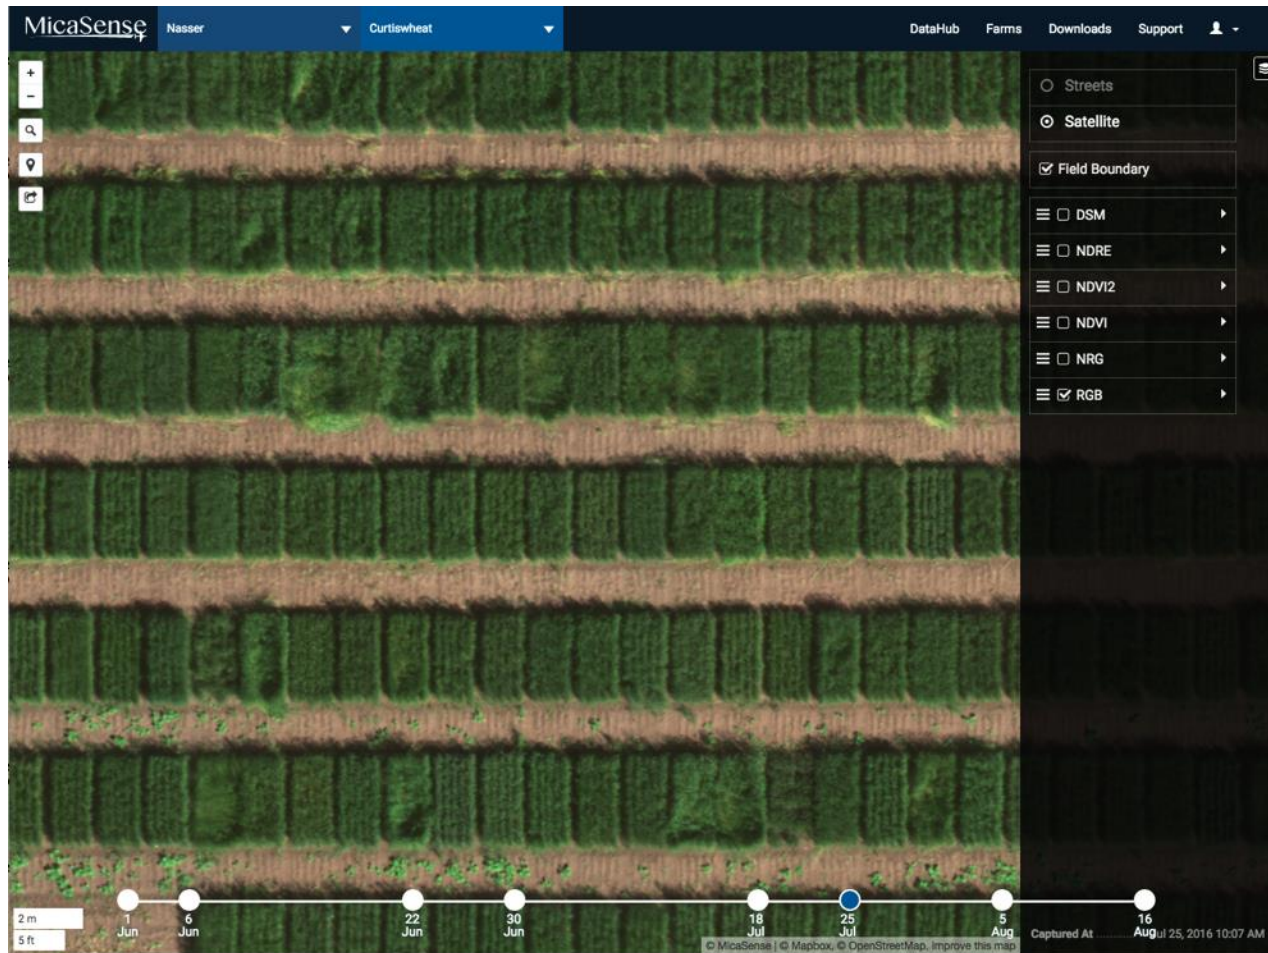 MicaSense
Nasser
Curtiswheat
DataHub
Farms
Downloads
Support
+
−
Streets
Satellite
Field Boundary
DSM
NDRE
NDVI2
NDVI
NRG
RGB
1 Jun
6 Jun
22 Jun
30 Jun
18 Jul
25 Jul
5 Aug
16 Aug
2 m
5 ft
Captured At
ul 25, 2016 10:07 AM
© MicaSense | © Mapbox, © OpenStreetMap, Improve this map